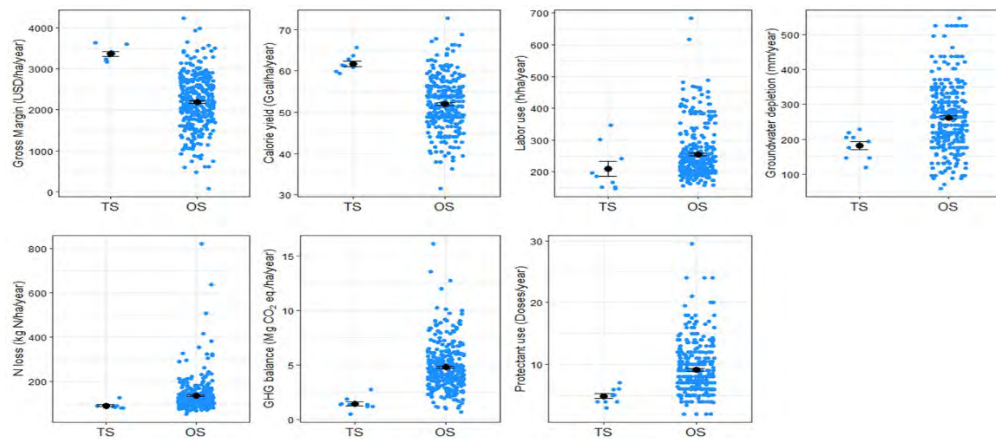 Gross Margin (USD/ha/year)
4000
3000
2000
1000
0
TS OS
Calorie yield (Gcal/ha/year)
70
60
50
40
30
TS OS
Labor use (h/ha/year)
700
600
500
400
300
200
TS OS
Groundwater depletion (mm/year)
500
400
300
200
100
TS OS
N loss (kg N/ha/year)
800
600
400
200
TS OS
GHG balance (Mg CO2 eq./ha/year)
15
10
5
0
TS OS
Protectant use (Doses/year)
30
20
10
0
TS OS